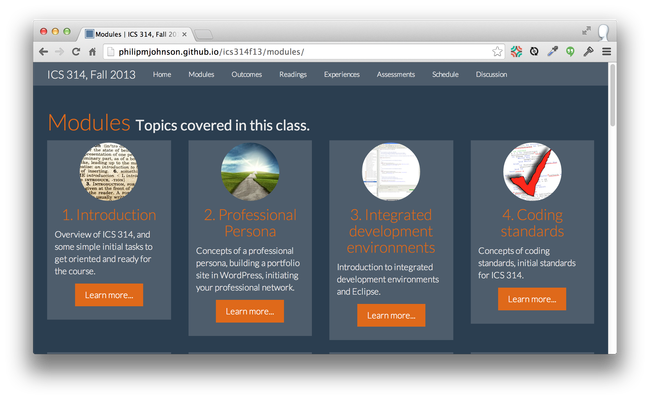 Modules | ICS 314, Fall 201
philipmjohnson.github.io/ics314f13/modules/
ICS 314, Fall 2013 Home Modules Outcomes Readings Experiences Assessments Schedule Discussion
Modules Topics covered in this class.
1. Introduction
Overview of ICS 314, and
some simple initial tasks to
get oriented and ready for
the course.
Learn more...
2. Professional
Persona
Concepts of a professional
persona, building a portfolio
site in WordPress, initiating
your professional network.
Learn more...
3. Integrated
development
environments
Introduction to integrated
development environments
and Eclipse.
Learn more...
4. Coding
standards
Concepts of coding
standards, initial standards
for ICS 314.
Learn more...